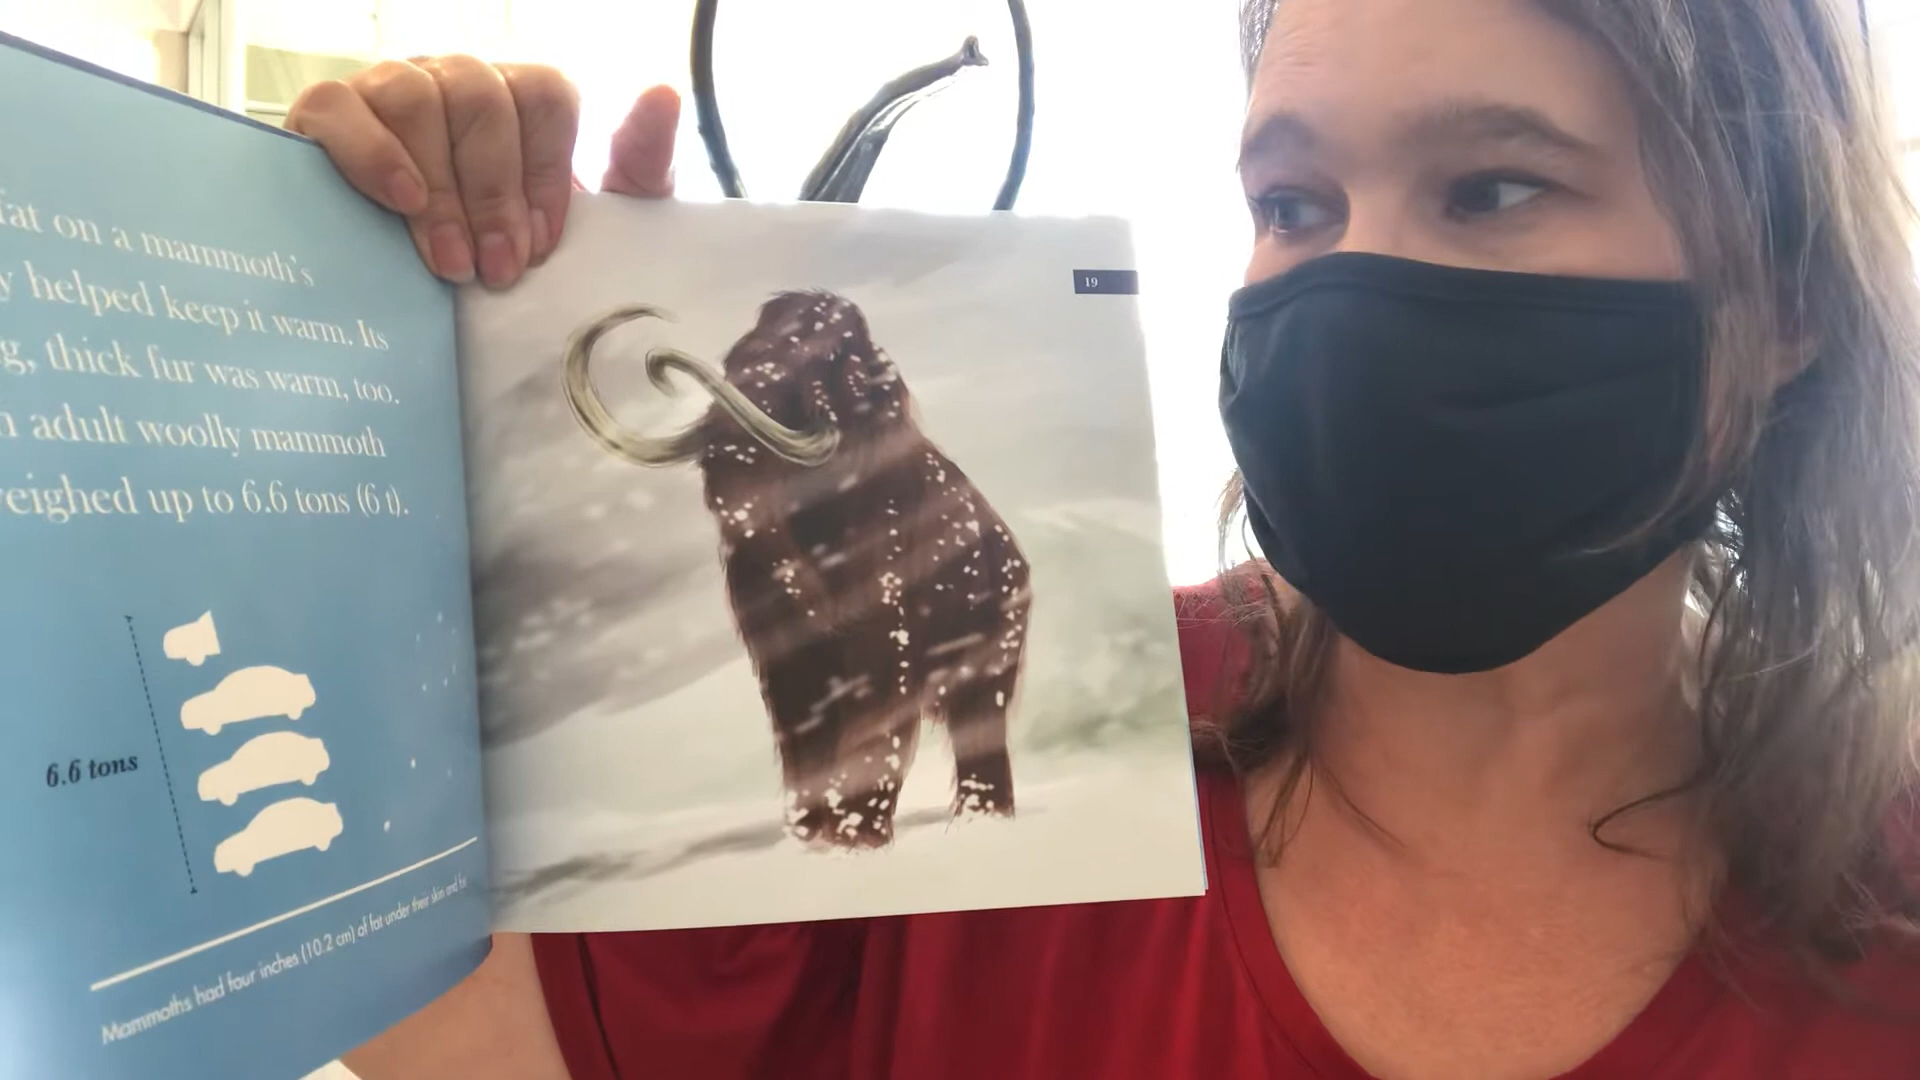 fat on a mammoth's
helped keep it warm. Its
thick fur was warm, too.
adult woolly mammoth
weighed up to 6.6 tons (6 t).
6.6 tons
Mammoths had four inches (10.2 cm) of fat under their skin and fur
19